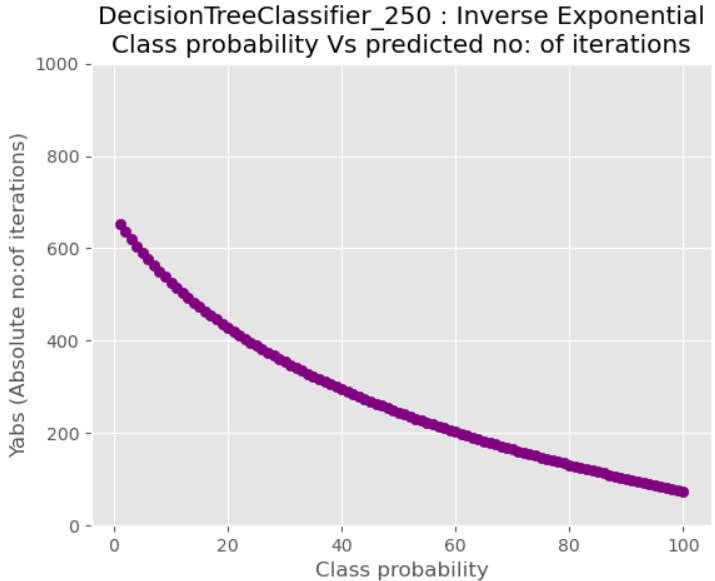 DecisionTreeClassifier_250 : Inverse Exponential
Class probability Vs predicted no: of iterations
1000
800
600
400
200
0
Yabs (Absolute no:of iterations)
0 20 40 60 80 100
Class probability